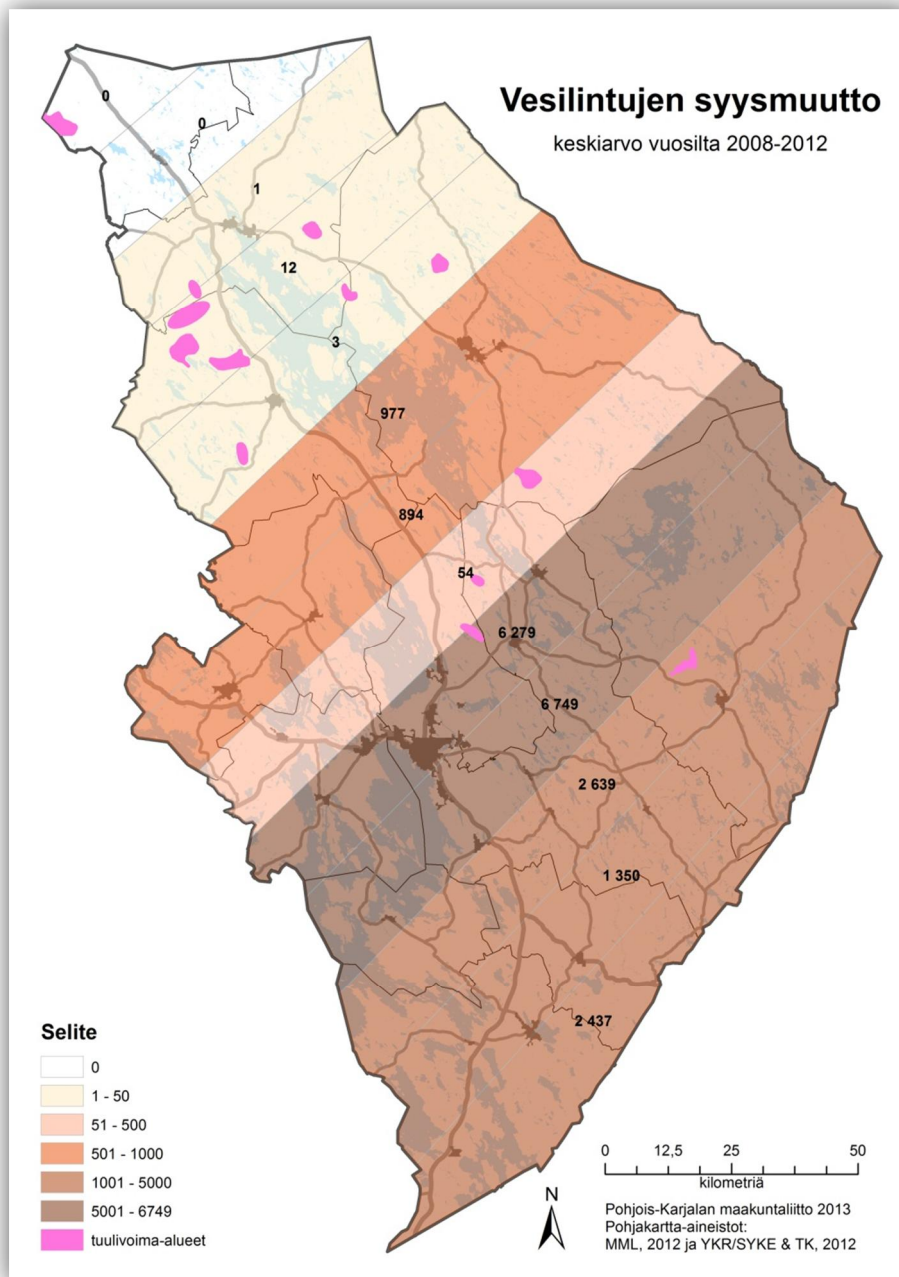 Vesilintujen syysmuutto
keskiarvo vuosilta 2008-2012
0
0
1
12
3
977
894
54
6 279
6 749
2 639
1 350
2 437
Selite
0
1 - 50
51 - 500
501 - 1000
1001 - 5000
5001 - 6749
tuulivoima-alueet
N
0 12,5 25 50
kilometriä
Pohjois-Karjalan maakuntaliitto 2013
Pohjakartta-aineistot:
MML, 2012 ja YKR/SYKE & TK, 2012